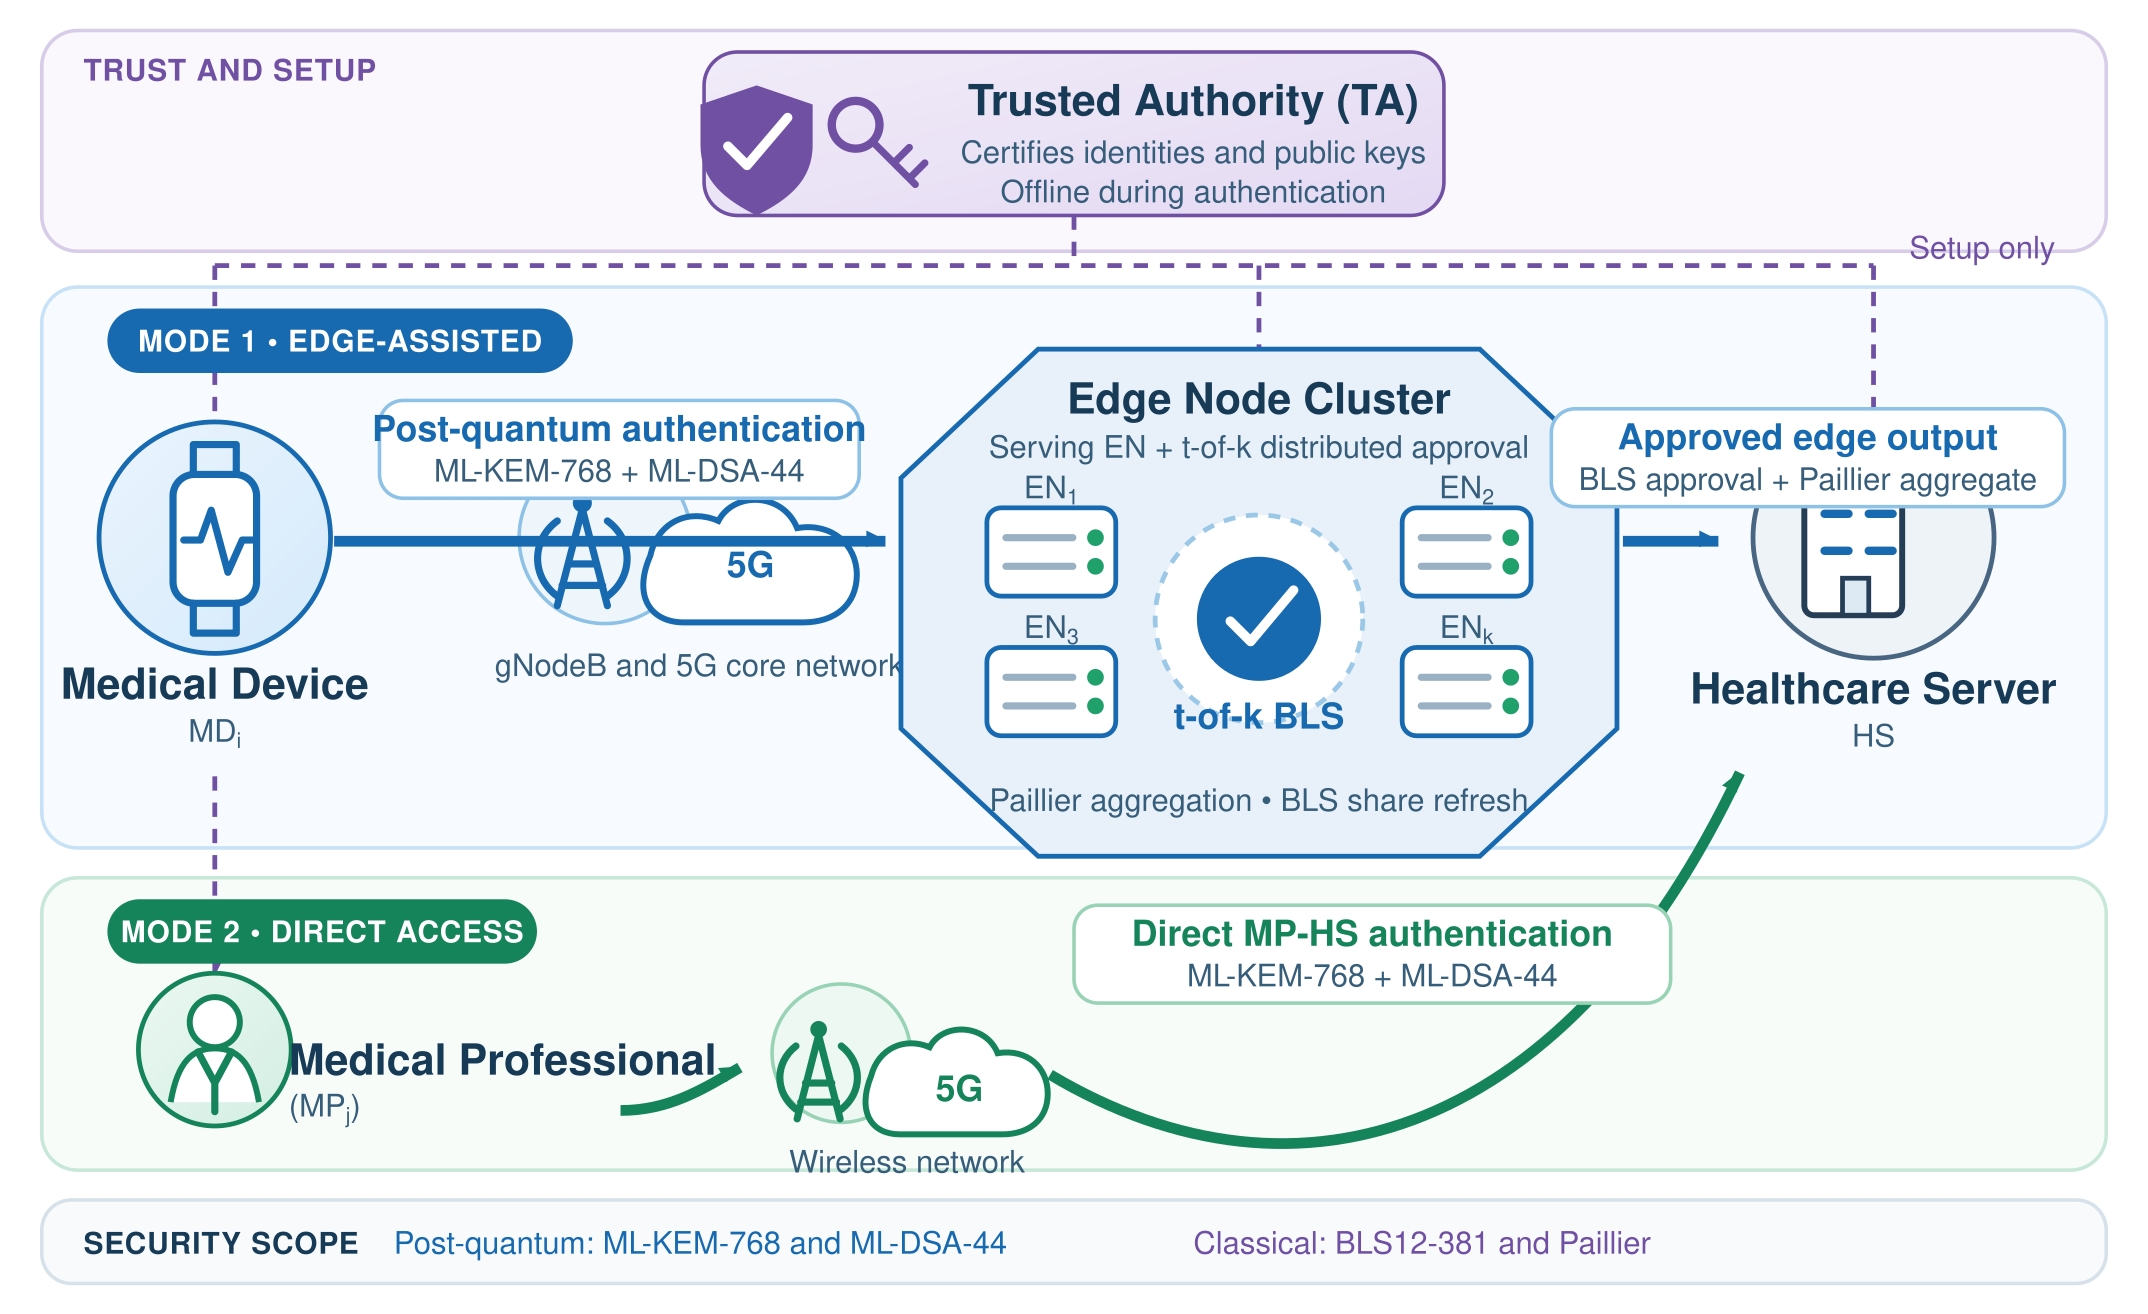 TRUST AND SETUP
Trusted Authority (TA)
Certifies identities and public keys
Offline during authentication
Setup only
MODE 1 • EDGE-ASSISTED
Post-quantum authentication
ML-KEM-768 + ML-DSA-44
5G
gNodeB and 5G core network
Medical Device
MDi
Edge Node Cluster
Serving EN + t-of-k distributed approval
EN1
EN2
EN3
ENk
t-of-k BLS
Paillier aggregation • BLS share refresh
Approved edge output
BLS approval + Paillier aggregate
Healthcare Server
HS
MODE 2 • DIRECT ACCESS
Medical Professional
(MPj)
5G
Wireless network
Direct MP-HS authentication
ML-KEM-768 + ML-DSA-44
SECURITY SCOPE
Post-quantum: ML-KEM-768 and ML-DSA-44
Classical: BLS12-381 and Paillier